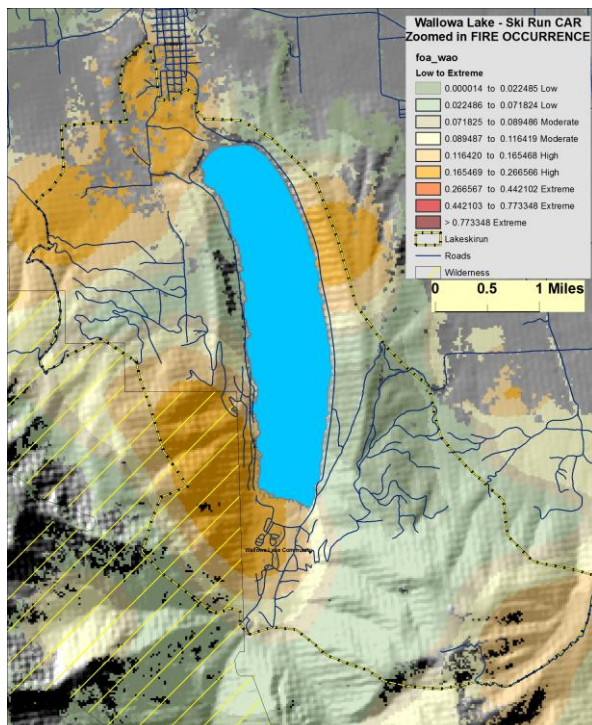 Wallowa Lake - Ski Run CAR
Zoomed in FIRE OCCURRENCE
foa_wao
Low to Extreme
0.000014 to 0.022485 Low
0.022486 to 0.071824 Low
0.071825 to 0.089486 Moderate
0.089487 to 0.116419 Moderate
0.116420 to 0.165468 High
0.165469 to 0.266566 High
0.266567 to 0.442102 Extreme
0.442103 to 0.773348 Extreme
> 0.773348 Extreme
Lakeskirun
Roads
Wilderness
0 0.5 1 Miles
Wallowa Lake Community